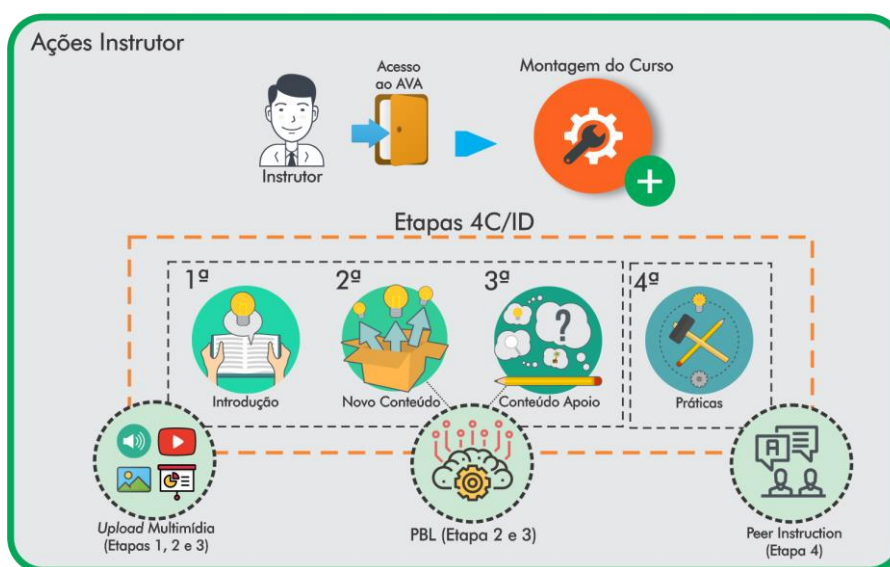 Ações Instrutor
Acesso
ao AVA
Montagem do Curso
Instrutor
Etapas 4C/ID
1ª
2ª
3ª
4ª
Introdução
Novo Conteúdo
Conteúdo Apoio
Práticas
Upload Multimídia
(Etapas 1, 2 e 3)
PBL (Etapa 2 e 3)
A
Peer Instruction
(Etapa 4)